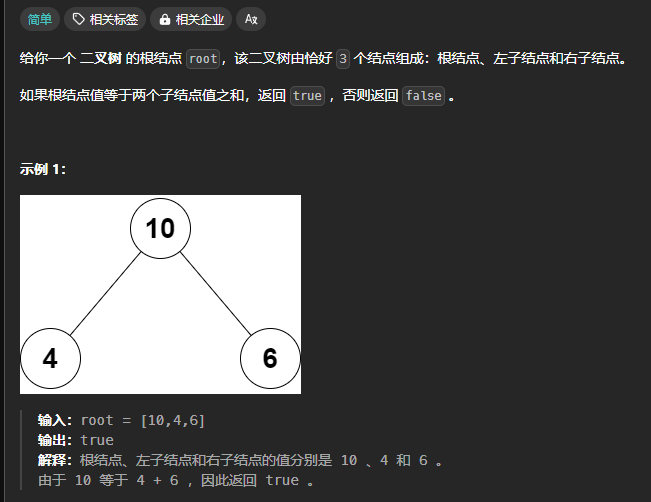 简单 相关标签 相关企业
给你一个 二叉树 的根结点 root，该二叉树由恰好 3 个结点组成：根结点、左子结点和右子结点。
如果根结点值等于两个子结点值之和，返回 true ，否则返回 false 。
示例 1：
10
4 6
输入：root = [10,4,6]
输出：true
解释：根结点、左子结点和右子结点的值分别是 10 、4 和 6 。
由于 10 等于 4 + 6 ，因此返回 true 。